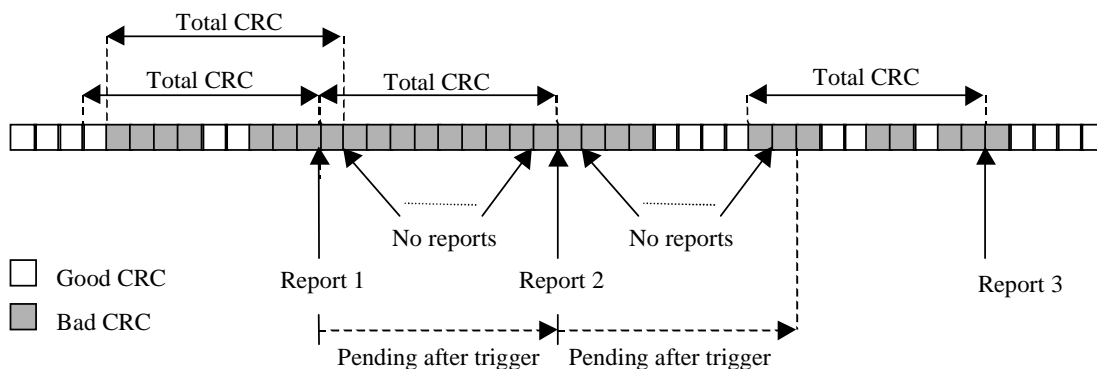 Total CRC
Total CRC
Total CRC
Total CRC
No reports
No reports
Report 1
Report 2
Report 3
Good CRC
Bad CRC
Pending after trigger
Pending after trigger